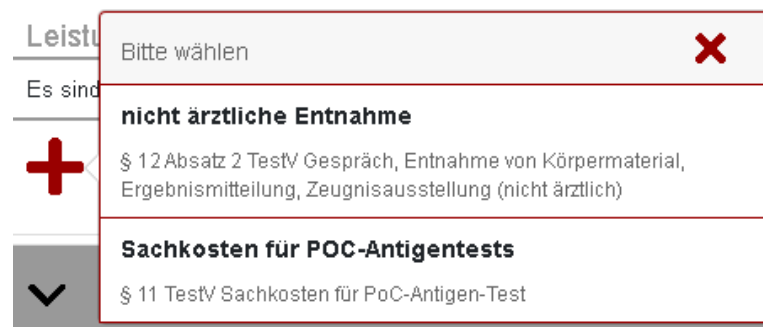 Leistu
Bitte wählen
Es sind
nicht ärztliche Entnahme
§ 12 Absatz 2 TestV Gespräch, Entnahme von Körpermaterial,
Ergebnismitteilung, Zeugnisausstellung (nicht ärztlich)
Sachkosten für POC-Antigentests
§ 11 TestV Sachkosten für PoC-Antigen-Test